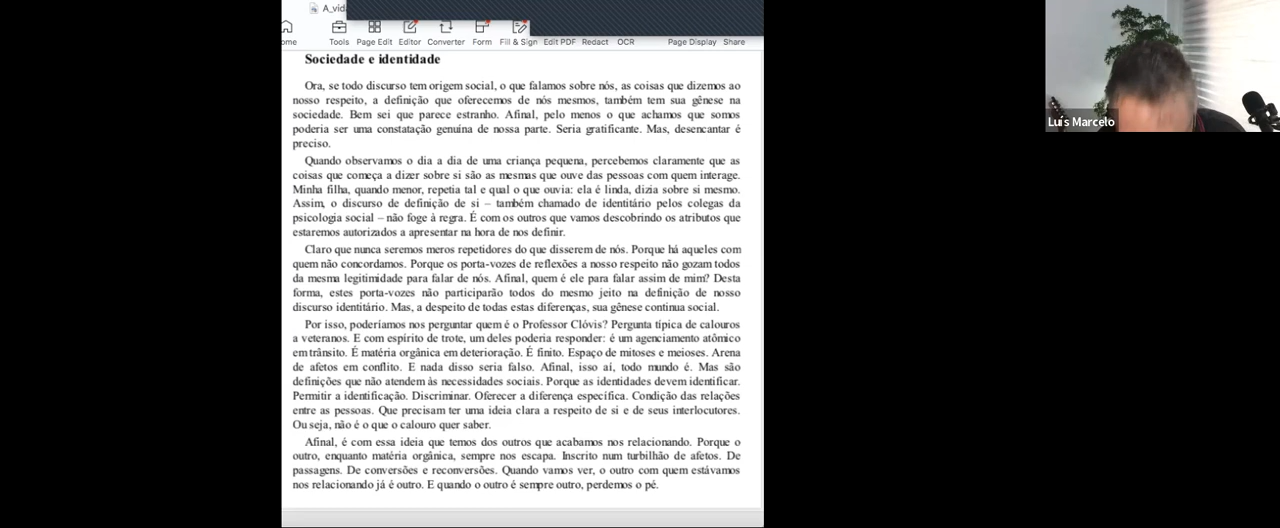 A_vid
ome Tools Page Edit Editor Converter Form Fill & Sign Edit PDF Redact OCR Page Display Share
Luís Marcelo
Sociedade e identidade
Ora, se todo discurso tem origem social, o que falamos sobre nós, as coisas que dizemos ao
nosso respeito, a definição que oferecemos de nós mesmos, também tem sua gênese na
sociedade. Bem sei que parece estranho. Afinal, pelo menos o que achamos que somos
poderia ser uma constatação genuína de nossa parte. Seria gratificante. Mas, desencantar é
preciso.
Quando observamos o dia a dia de uma criança pequena, percebemos claramente que as
coisas que começa a dizer sobre si são as mesmas que ouve das pessoas com quem interage.
Minha filha, quando menor, repetia tal e qual o que ouvia: ela é linda, dizia sobre si mesmo.
Assim, o discurso de definição de si – também chamado de identitário pelos colegas da
psicologia social – não foge à regra. É com os outros que vamos descobrindo os atributos que
estaremos autorizados a apresentar na hora de nos definir.
Claro que nunca seremos meros repetidores do que disserem de nós. Porque há aqueles com
quem não concordamos. Porque os porta-vozes de reflexões a nosso respeito não gozam todos
da mesma legitimidade para falar de nós. Afinal, quem é ele para falar assim de mim? Desta
forma, estes porta-vozes não participarão todos do mesmo jeito na definição de nosso
discurso identitário. Mas, a despeito de todas estas diferenças, sua gênese continua social.
Por isso, poderíamos nos perguntar quem é o Professor Clóvis? Pergunta típica de calouros
a veteranos. E com espírito de trote, um deles poderia responder: é um agenciamento atômico
em trânsito. É matéria orgânica em deterioração. É finito. Espaço de mitoses e meioses. Arena
de afetos em conflito. E nada disso seria falso. Afinal, isso aí, todo mundo é. Mas são
definições que não atendem às necessidades sociais. Porque as identidades devem identificar.
Permitir a identificação. Discriminar. Oferecer a diferença específica. Condição das relações
entre as pessoas. Que precisam ter uma ideia clara a respeito de si e de seus interlocutores.
Ou seja, não é o que o calouro quer saber.
Afinal, é com essa ideia que temos dos outros que acabamos nos relacionando. Porque o
outro, enquanto matéria orgânica, sempre nos escapa. Inscrito num turbilhão de afetos. De
passagens. De conversões e reconversões. Quando vamos ver, o outro com quem estávamos
nos relacionando já é outro. E quando o outro é sempre outro, perdemos o pé.